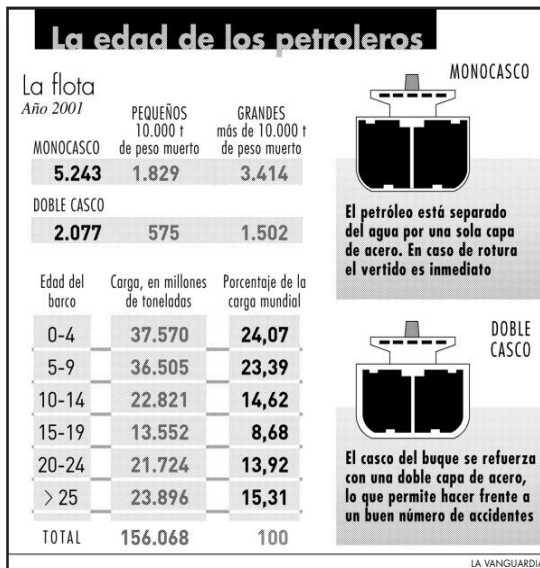 La edad de los petroleros
La flota
Año 2001
MONOCASCO
PEQUEÑOS
10.000 t
de peso muerto
GRANDES
más de 10.000 t
de peso muerto
5.243 1.829 3.414
DOBLE CASCO
2.077 575 1.502
Edad del
barco
Carga, en millones
de toneladas
Porcentaje de la
carga mundial
0-4 37.570 24,07
5-9 36.505 23,39
10-14 22.821 14,62
15-19 13.552 8,68
20-24 21.724 13,92
> 25 23.896 15,31
TOTAL 156.068 100
MONOCASCO
El petróleo está separado
del agua por una sola capa
de acero. En caso de rotura
el vertido es inmediato
DOBLE
CASCO
El casco del buque se refuerza
con una doble capa de acero,
lo que permite hacer frente a
un buen número de accidentes
LA VANGUARDIA